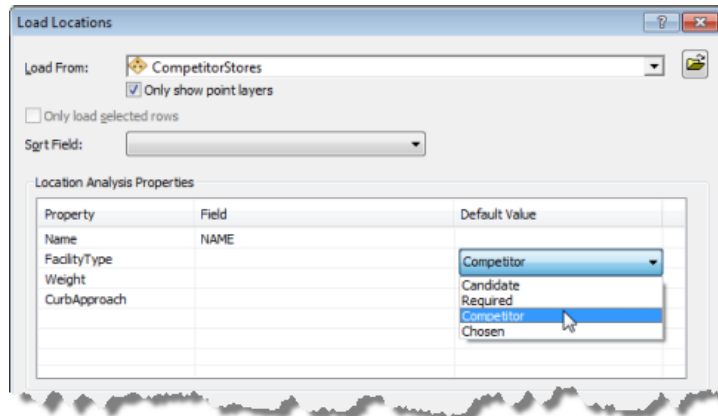 Load Locations
Load From: CompetitorStores
Only show point layers
Only load selected rows
Sort Field:
Location Analysis Properties
Property Field Default Value
Name NAME
FacilityType Competitor
Weight Candidate
Required
CurbApproach Competitor
Chosen